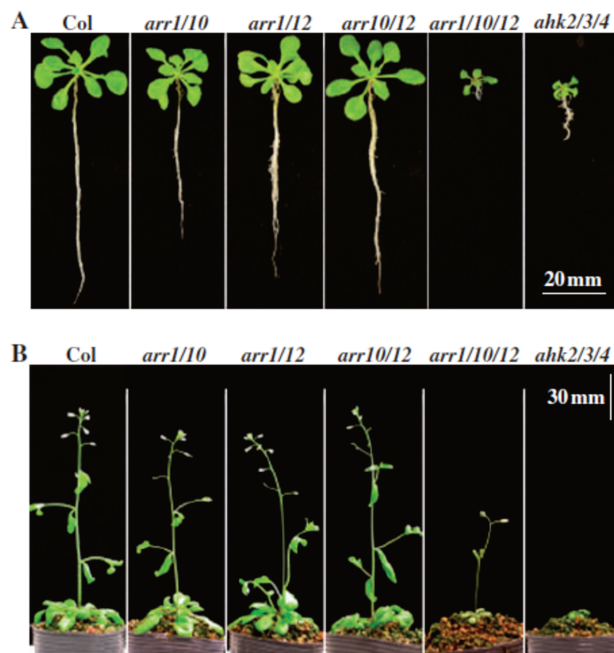 A Col arr1/10 arr1/12 arr10/12 arr1/10/12 ahk2/3/4
20 mm
B Col arr1/10 arr1/12 arr10/12 arr1/10/12 ahk2/3/4
30 mm